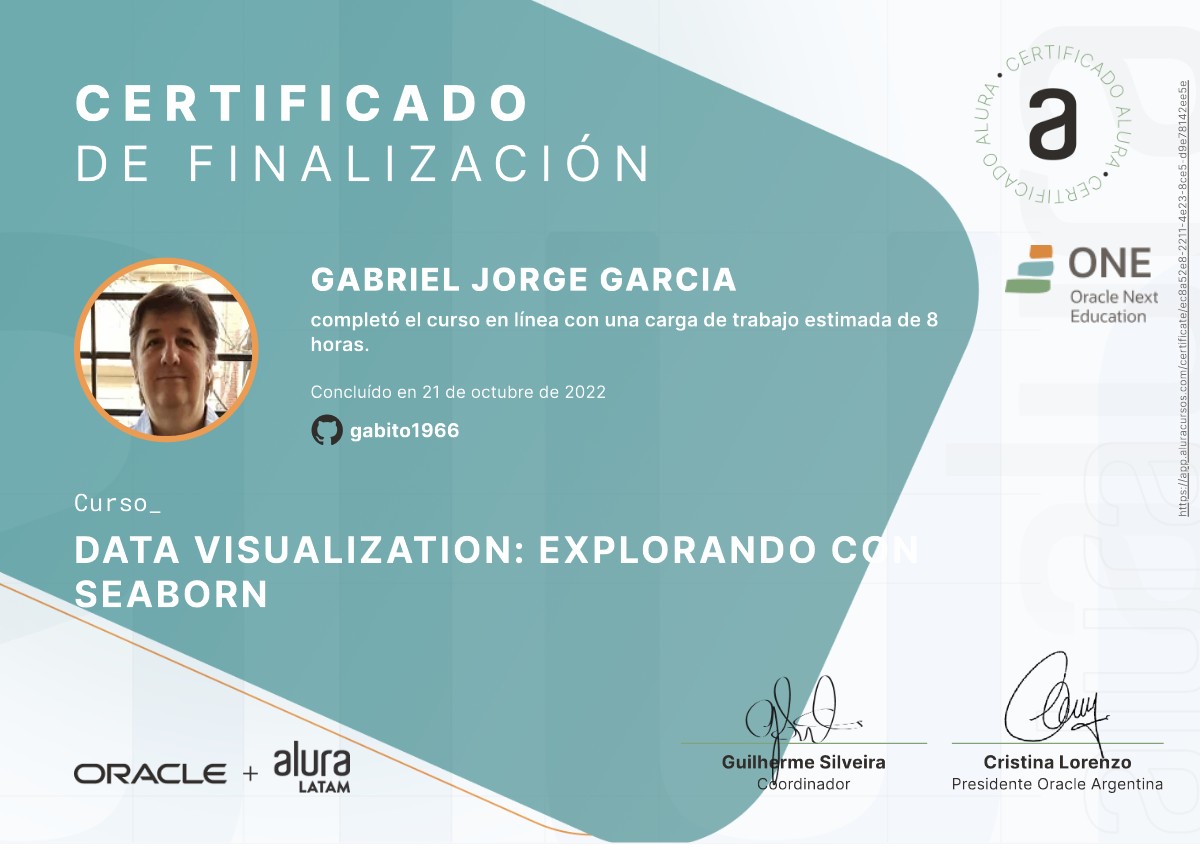 CERTIFICADO
DE FINALIZACIÓN
CERTIFICADO ALURA • CERTIFICADO ALURA •
a
ONE
Oracle Next
Education
GABRIEL JORGE GARCIA
completó el curso en línea con una carga de trabajo estimada de 8
horas.
Concluído en 21 de octubre de 2022
gabito1966
Curso_
DATA VISUALIZATION: EXPLORANDO CON
SEABORN
https://app.aluracursos.com/certificate/ec8a52e8-2211-4e23-8ce5-d9e78142ee5e
ORACLE + alura
LATAM
Guilherme Silveira
Coordinador
Cristina Lorenzo
Presidente Oracle Argentina
alura